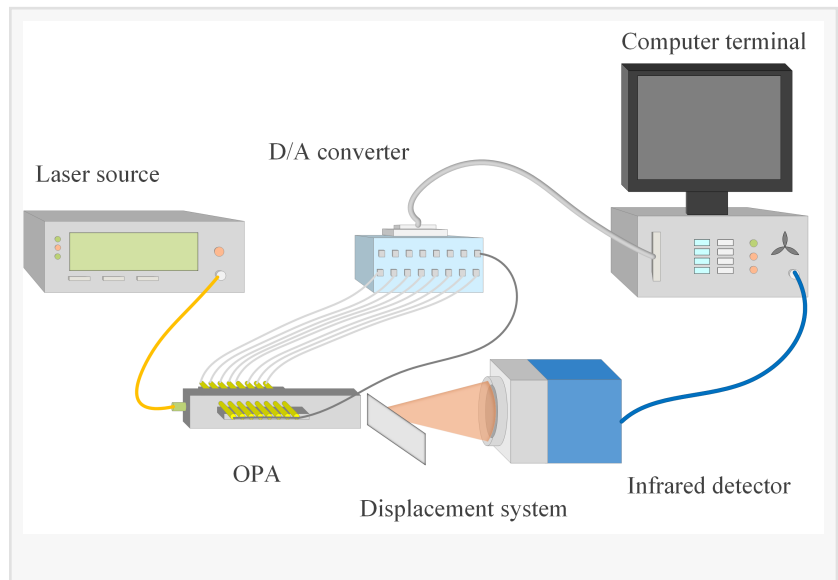 Computer terminal
D/A converter
Laser source
OPA
Displacement system
Infrared detector